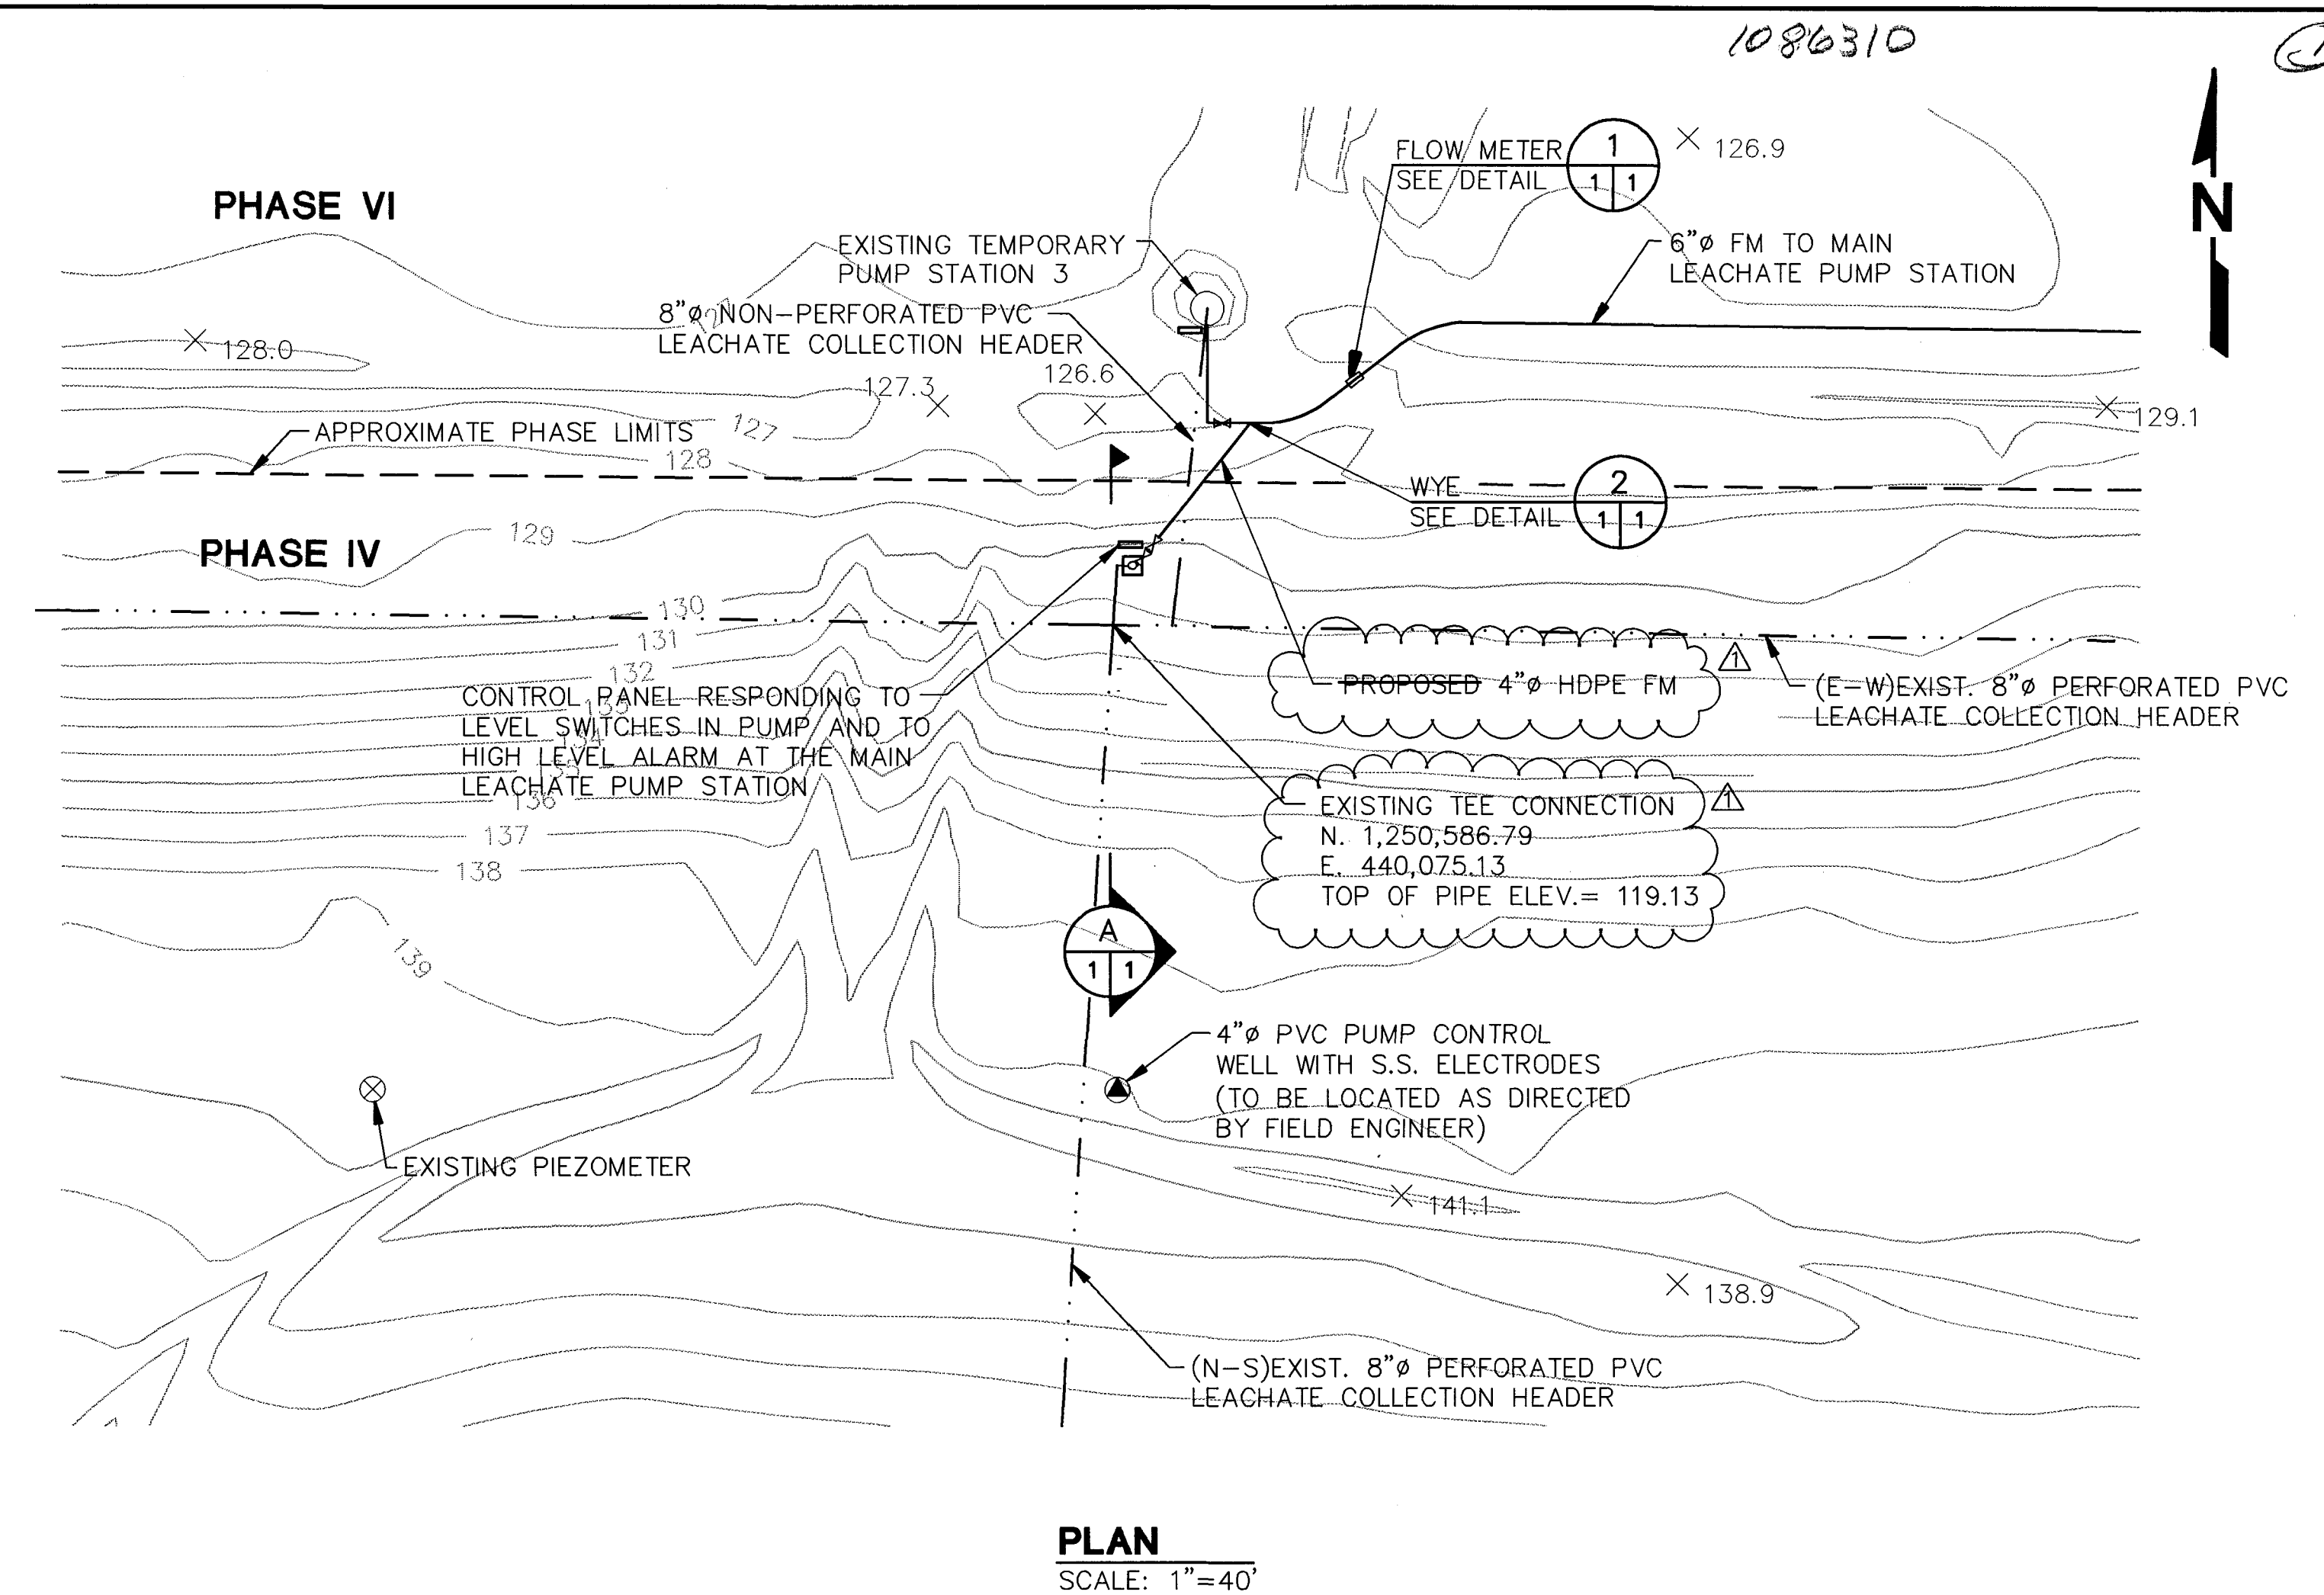 1086310
FLOW METER
SEE DETAIL
1
1 1
126.9
N
PHASE VI
EXISTING TEMPORARY
PUMP STATION 3
6"ø FM TO MAIN
LEACHATE PUMP STATION
8"ø NON-PERFORATED PVC
LEACHATE COLLECTION HEADER
128.0
127.3
126.6
129.1
APPROXIMATE PHASE LIMITS
127
128
WYE
SEE DETAIL
2
1 1
129
PHASE IV
130
131
132
CONTROL PANEL RESPONDING TO
LEVEL SWITCHES IN PUMP AND TO
HIGH LEVEL ALARM AT THE MAIN
LEACHATE PUMP STATION
133
134
135
136
137
138
139
PROPOSED 4"ø HDPE FM
1
(E-W)EXIST. 8"ø PERFORATED PVC
LEACHATE COLLECTION HEADER
EXISTING TEE CONNECTION
N. 1,250,586.79
E. 440,075.13
TOP OF PIPE ELEV.= 119.13
1
A
1 1
4"ø PVC PUMP CONTROL
WELL WITH S.S. ELECTRODES
(TO BE LOCATED AS DIRECTED
BY FIELD ENGINEER)
EXISTING PIEZOMETER
141.1
138.9
(N-S)EXIST. 8"ø PERFORATED PVC
LEACHATE COLLECTION HEADER
PLAN
SCALE: 1"=40'